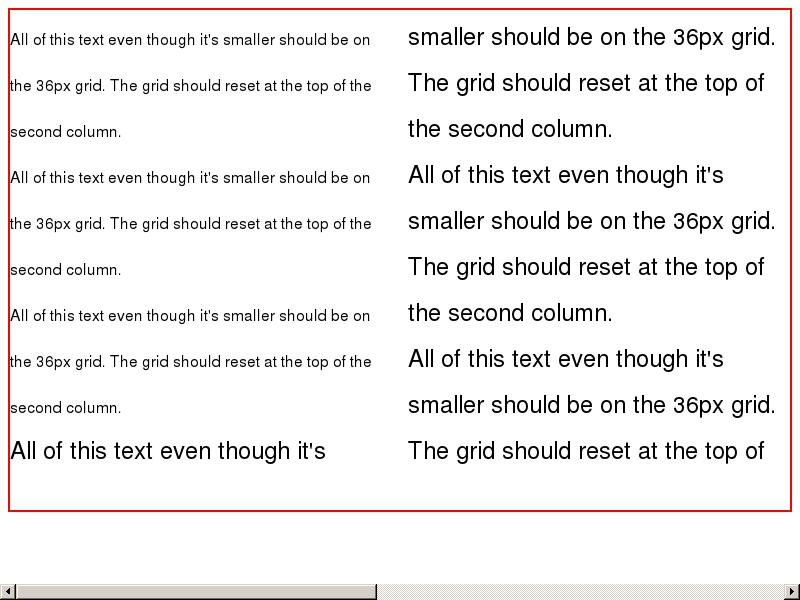 All of this text even though it's smaller should be on
the 36px grid. The grid should reset at the top of the
second column.
All of this text even though it's smaller should be on
the 36px grid. The grid should reset at the top of the
second column.
All of this text even though it's smaller should be on
the 36px grid. The grid should reset at the top of the
second column.
All of this text even though it's
smaller should be on the 36px grid.
The grid should reset at the top of
the second column.
All of this text even though it's
smaller should be on the 36px grid.
The grid should reset at the top of
the second column.
All of this text even though it's
smaller should be on the 36px grid.
The grid should reset at the top of